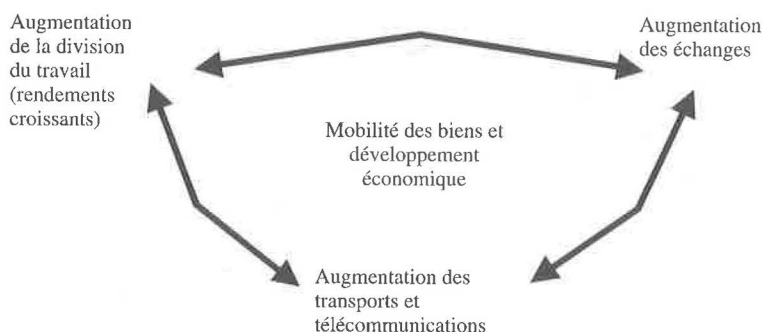 Augmentation
de la division
du travail
(rendements
croissants)
Augmentation
des échanges
Mobilité des biens et
développement
économique
Augmentation des
transports et
télécommunications